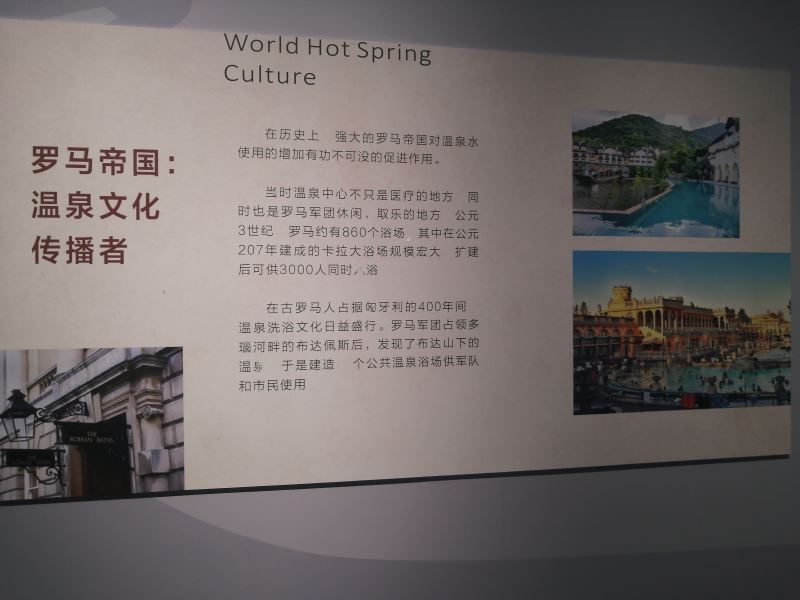 World Hot Spring
Culture
罗马帝国：
温泉文化
传播者
在历史上 强大的罗马帝国对温泉水
使用的增加有功不可没的促进作用。
当时温泉中心不只是医疗的地方 同
时也是罗马军团休闲、取乐的地方 公元
3世纪 罗马约有860个浴场 其中在公元
207年建成的卡拉大浴场规模宏大 扩建
后可供3000人同时入浴
在古罗马人占据匈牙利的400年间
温泉洗浴文化日益盛行。罗马军团占领多
瑙河畔的布达佩斯后，发现了布达山下的
温泉 于是建造 个公共温泉浴场供军队
和市民使用
THE
ROMAN BATHS